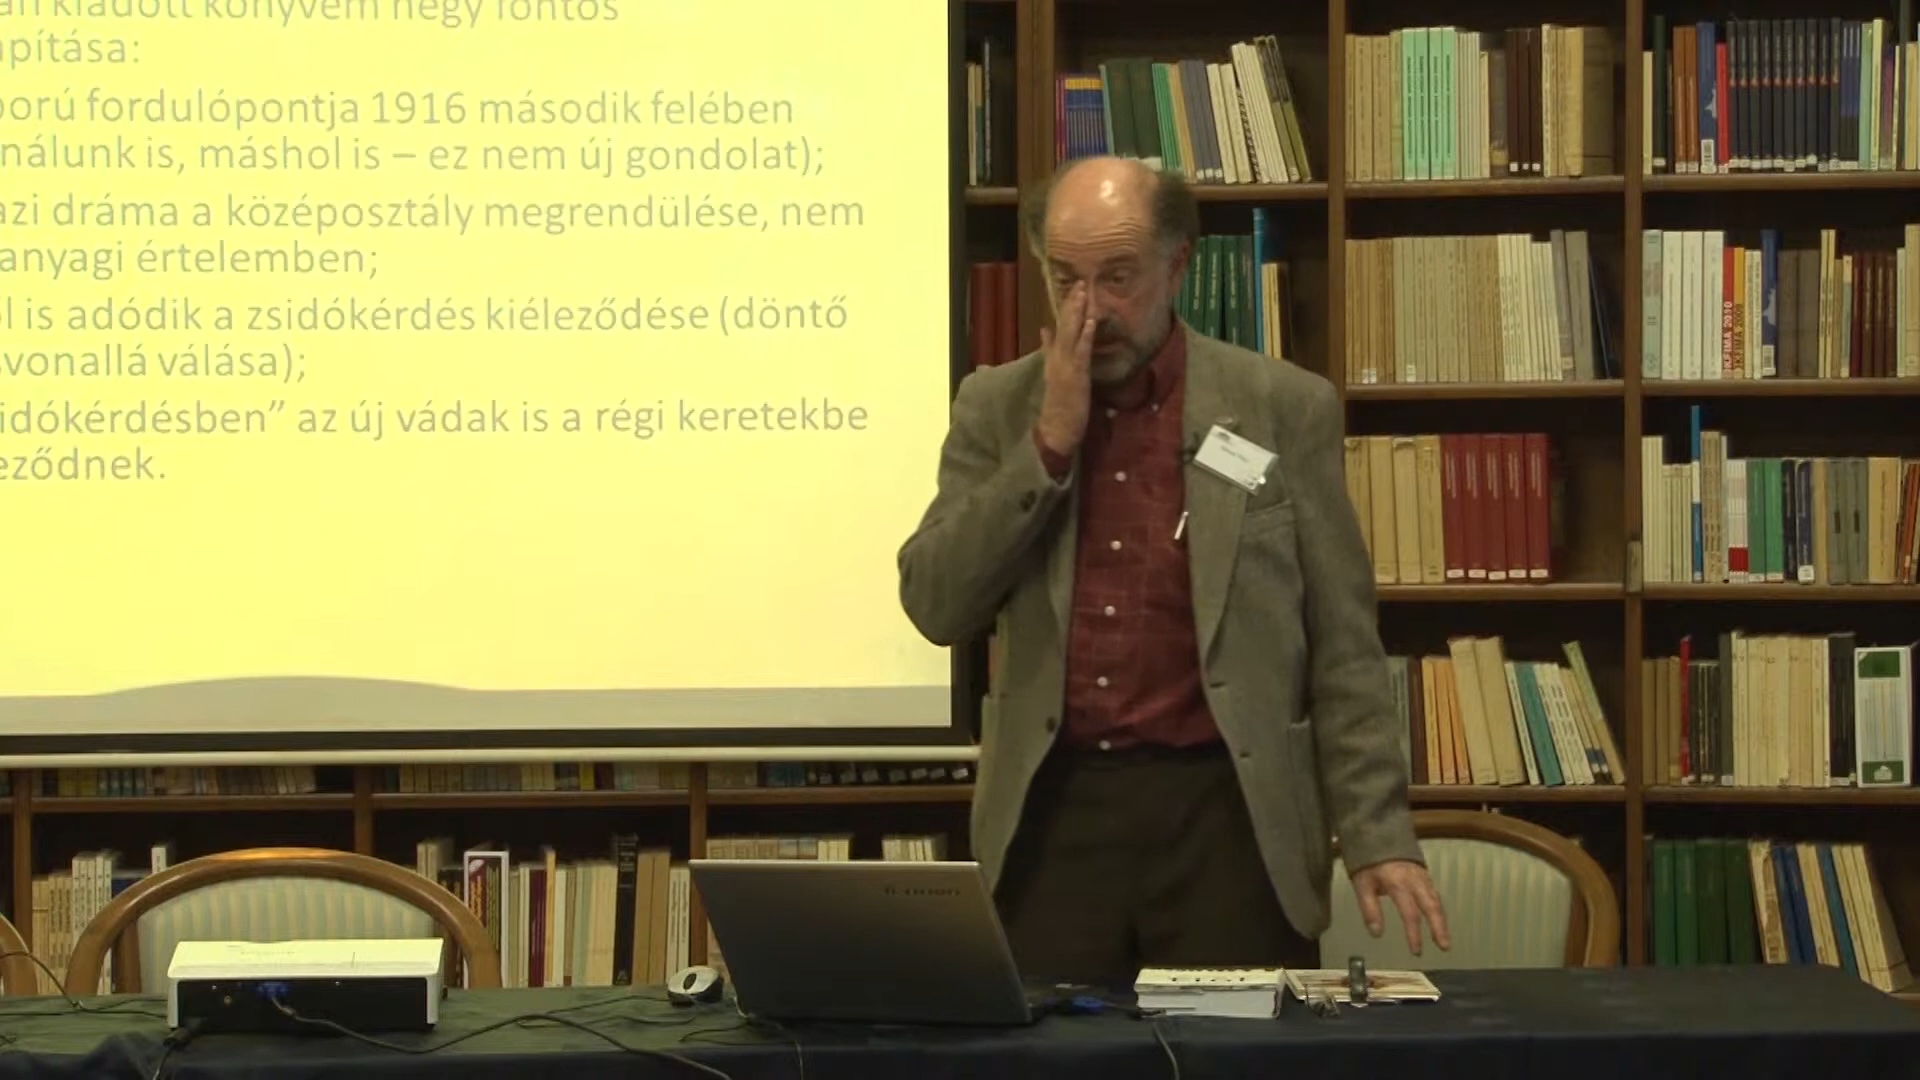 kiadott könyvem négy fontos
apítása:
ború fordulópontja 1916 második felében
nálunk is, máshol is – ez nem új gondolat);
azi dráma a középosztály megrendülése, nem
anyagi értelemben;
l is adódik a zsidókérdés kiéleződése (döntő
svonallá válása);
idókérdésben” az új vádak is a régi keretekbe
eződnek.